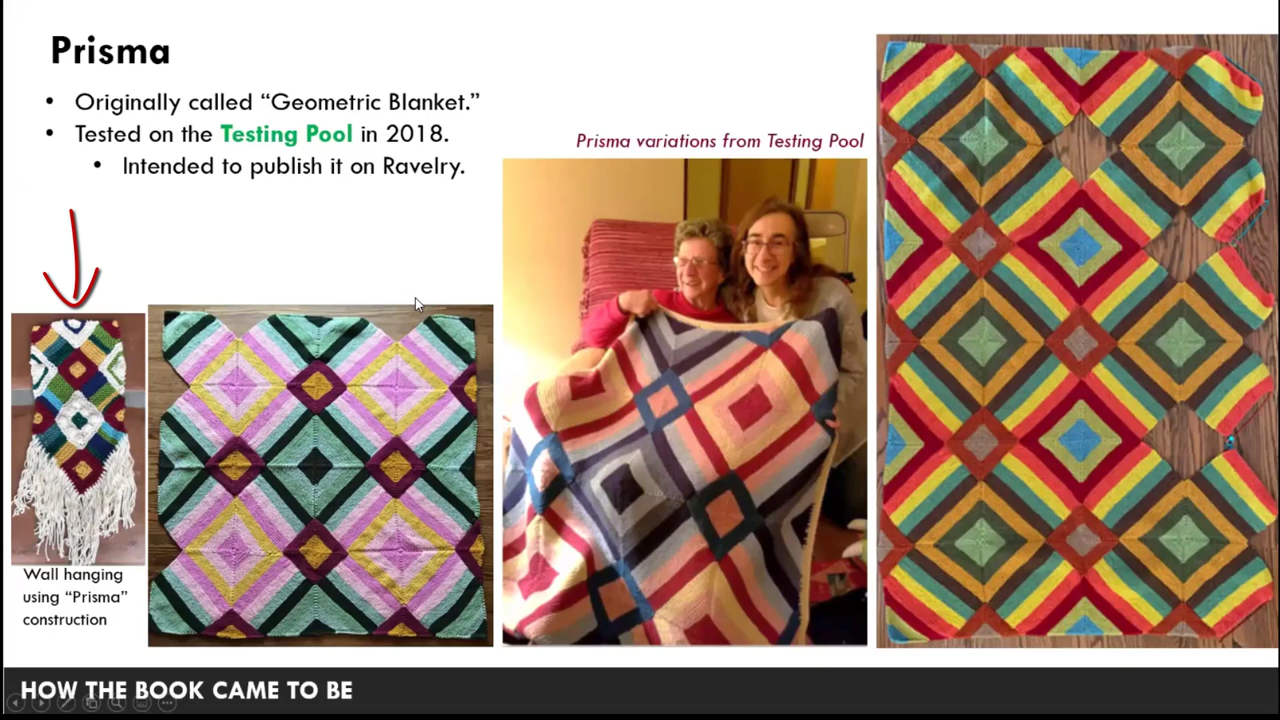 Prisma
• Originally called “Geometric Blanket.”
• Tested on the Testing Pool in 2018.
• Intended to publish it on Ravelry.
Prisma variations from Testing Pool
Wall hanging
using “Prisma”
construction
HOW THE BOOK CAME TO BE